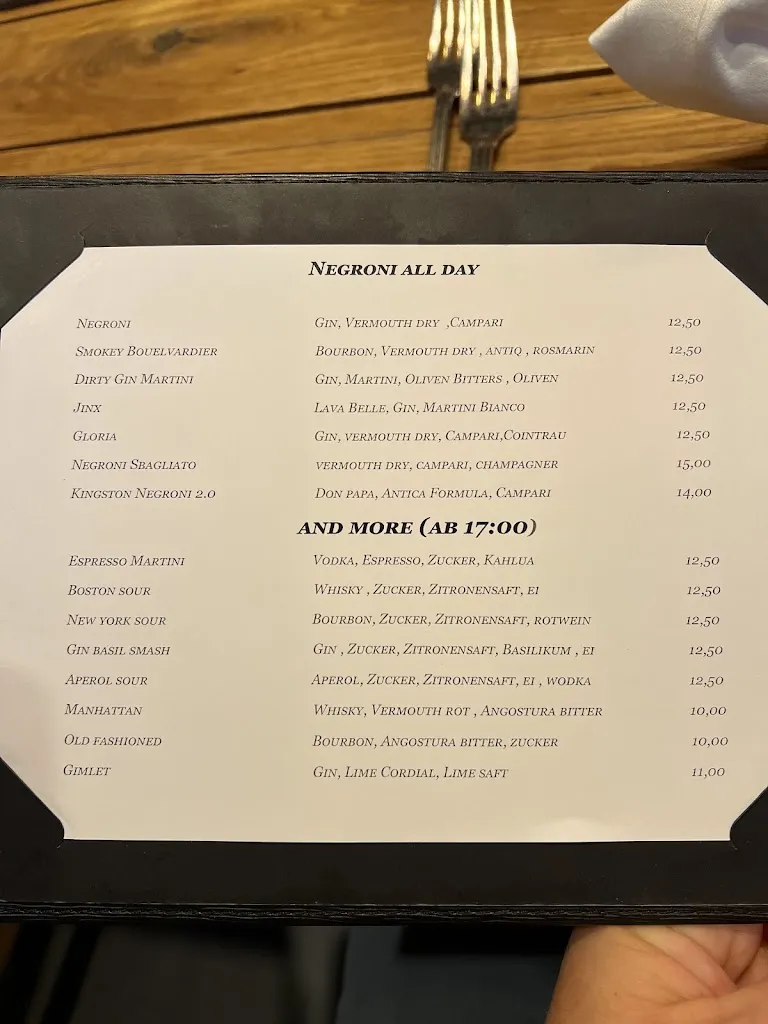 Negroni all day
Negroni Gin, Vermouth dry ,Campari 12,50
Smokey Bouelvardier Bourbon, Vermouth dry , antiq , rosmarin 12,50
Dirty Gin Martini Gin, Martini, Oliven Bitters , Oliven 12,50
Jinx Lava Belle, Gin, Martini Bianco 12,50
Gloria Gin, vermouth dry, Campari,Cointrau 12,50
Negroni Sbagliato vermouth dry, campari, champagner 15,00
Kingston Negroni 2.0 Don papa, Antica Formula, Campari 14,00
and more (ab 17:00)
Espresso Martini Vodka, Espresso, Zucker, Kahlua 12,50
Boston sour Whisky , Zucker, Zitronensaft, ei 12,50
New york sour Bourbon, Zucker, Zitronensaft, rotwein 12,50
Gin basil smash Gin , Zucker, Zitronensaft, Basilikum , ei 12,50
Aperol sour Aperol, Zucker, Zitronensaft, ei , wodka 12,50
Manhattan Whisky, Vermouth rot , Angostura bitter 10,00
Old fashioned Bourbon, Angostura bitter, zucker 10,00
Gimlet Gin, Lime Cordial, Lime saft 11,00